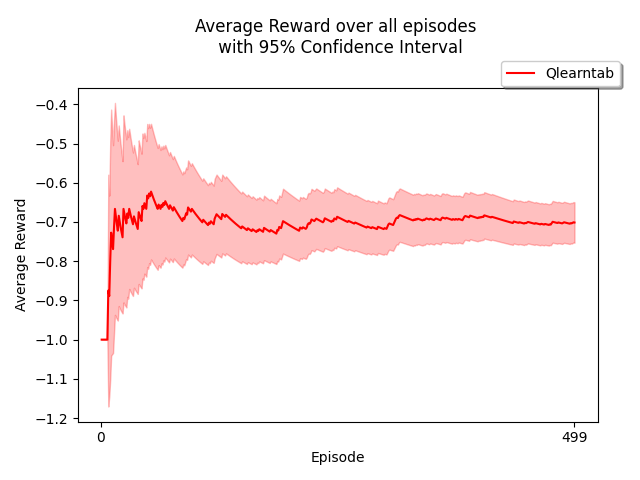 Average Reward over all episodes
with 95% Confidence Interval
Qlearntab
−0.4
−0.5
−0.6
−0.7
−0.8
−0.9
−1.0
−1.1
−1.2
Average Reward
0
499
Episode